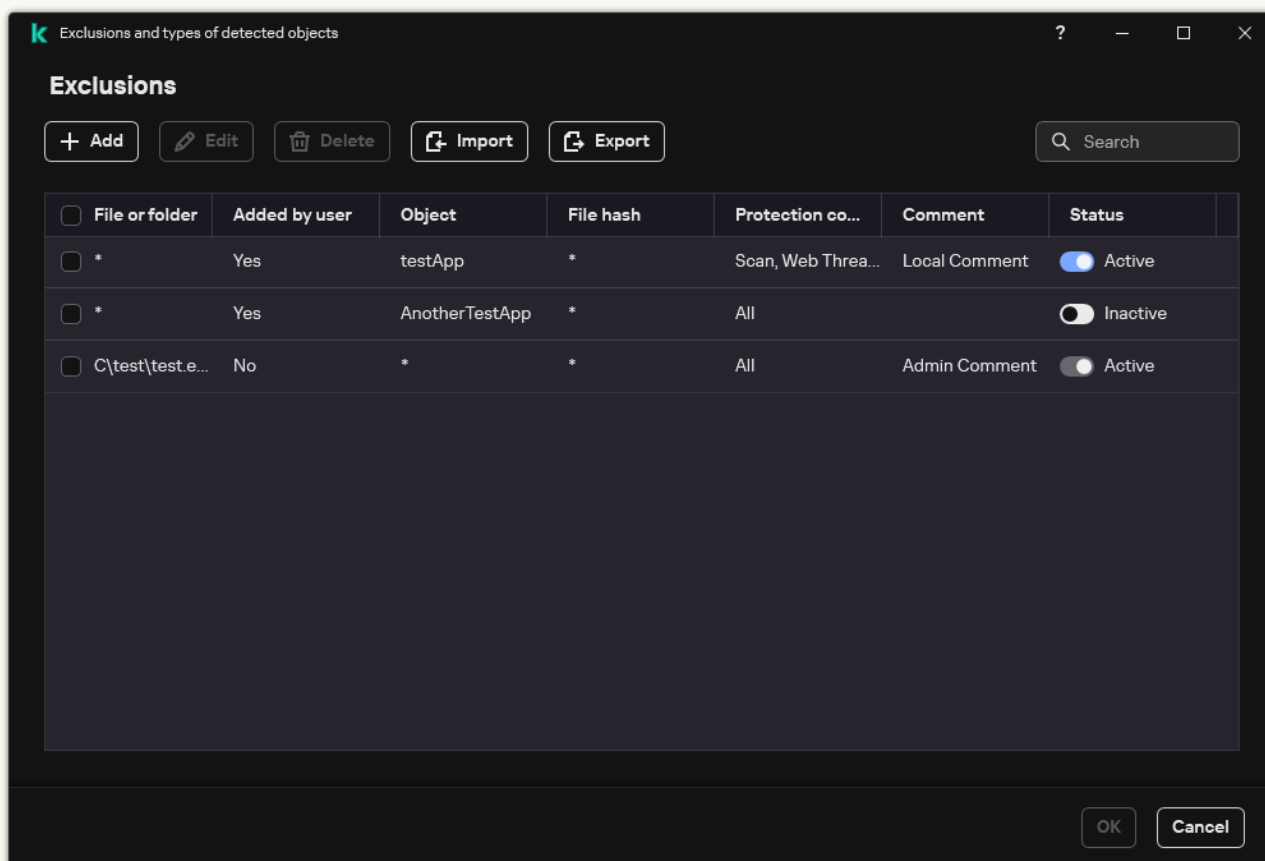 Exclusions and types of detected objects ?
Exclusions
Add Edit Delete Import Export Search
File or folder Added by user Object File hash Protection co... Comment Status
* Yes testApp * Scan, Web Threa... Local Comment Active
* Yes AnotherTestApp * All Inactive
C\test\test.e... No * * All Admin Comment Active
OK Cancel